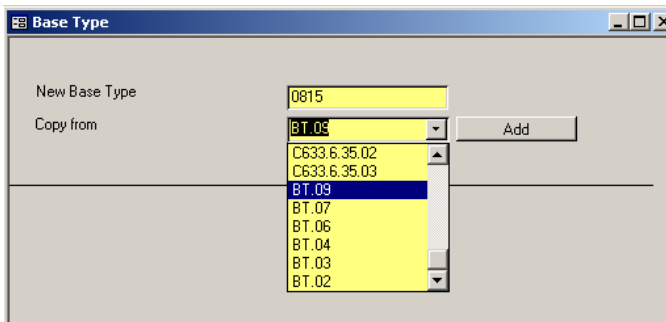 Base Type
New Base Type 0815
Copy from BT.09 Add
C633.6.35.02
C633.6.35.03
BT.09
BT.07
BT.06
BT.04
BT.03
BT.02